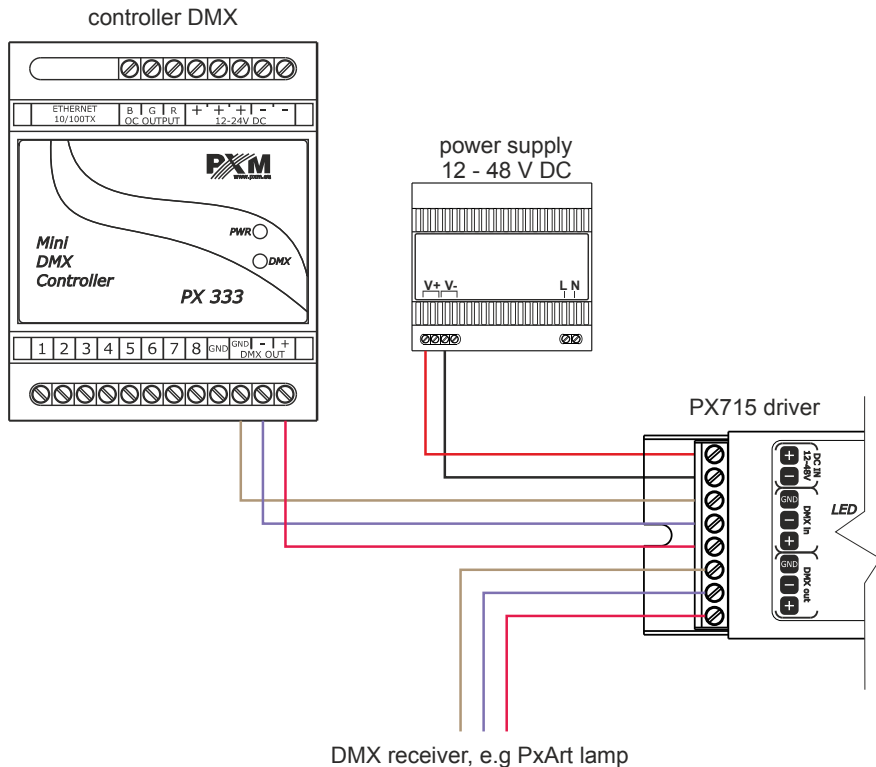 controller DMX
ETHERNET
10/100TX
B G R + + + - -
OC OUTPUT 12-24V DC
PXM
www.pxm.eu
PWR
DMX
Mini
DMX
Controller
PX 333
1 2 3 4 5 6 7 8 GND GND - +
DMX OUT
power supply
12 - 48 V DC
V+ V- L N
PX715 driver
+
-
DC IN
12-48V
GND
-
+
DMX In
GND
-
+
DMX out
LED
DMX receiver, e.g PxArt lamp